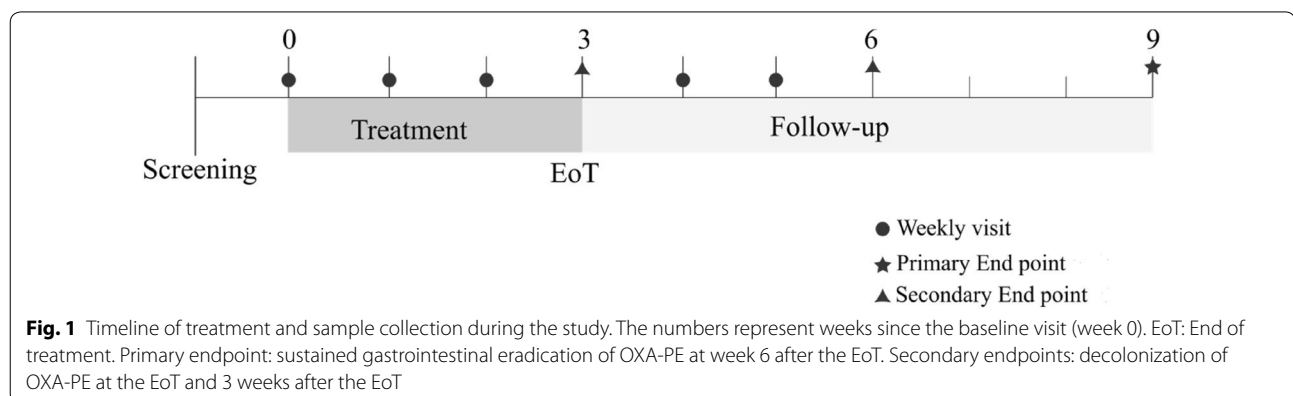 0 3 6 9
Treatment
Follow-up
Screening
EoT
Weekly visit
Primary End point
Secondary End point
Fig. 1 Timeline of treatment and sample collection during the study. The numbers represent weeks since the baseline visit (week 0). EoT: End of
treatment. Primary endpoint: sustained gastrointestinal eradication of OXA-PE at week 6 after the EoT. Secondary endpoints: decolonization of
OXA-PE at the EoT and 3 weeks after the EoT